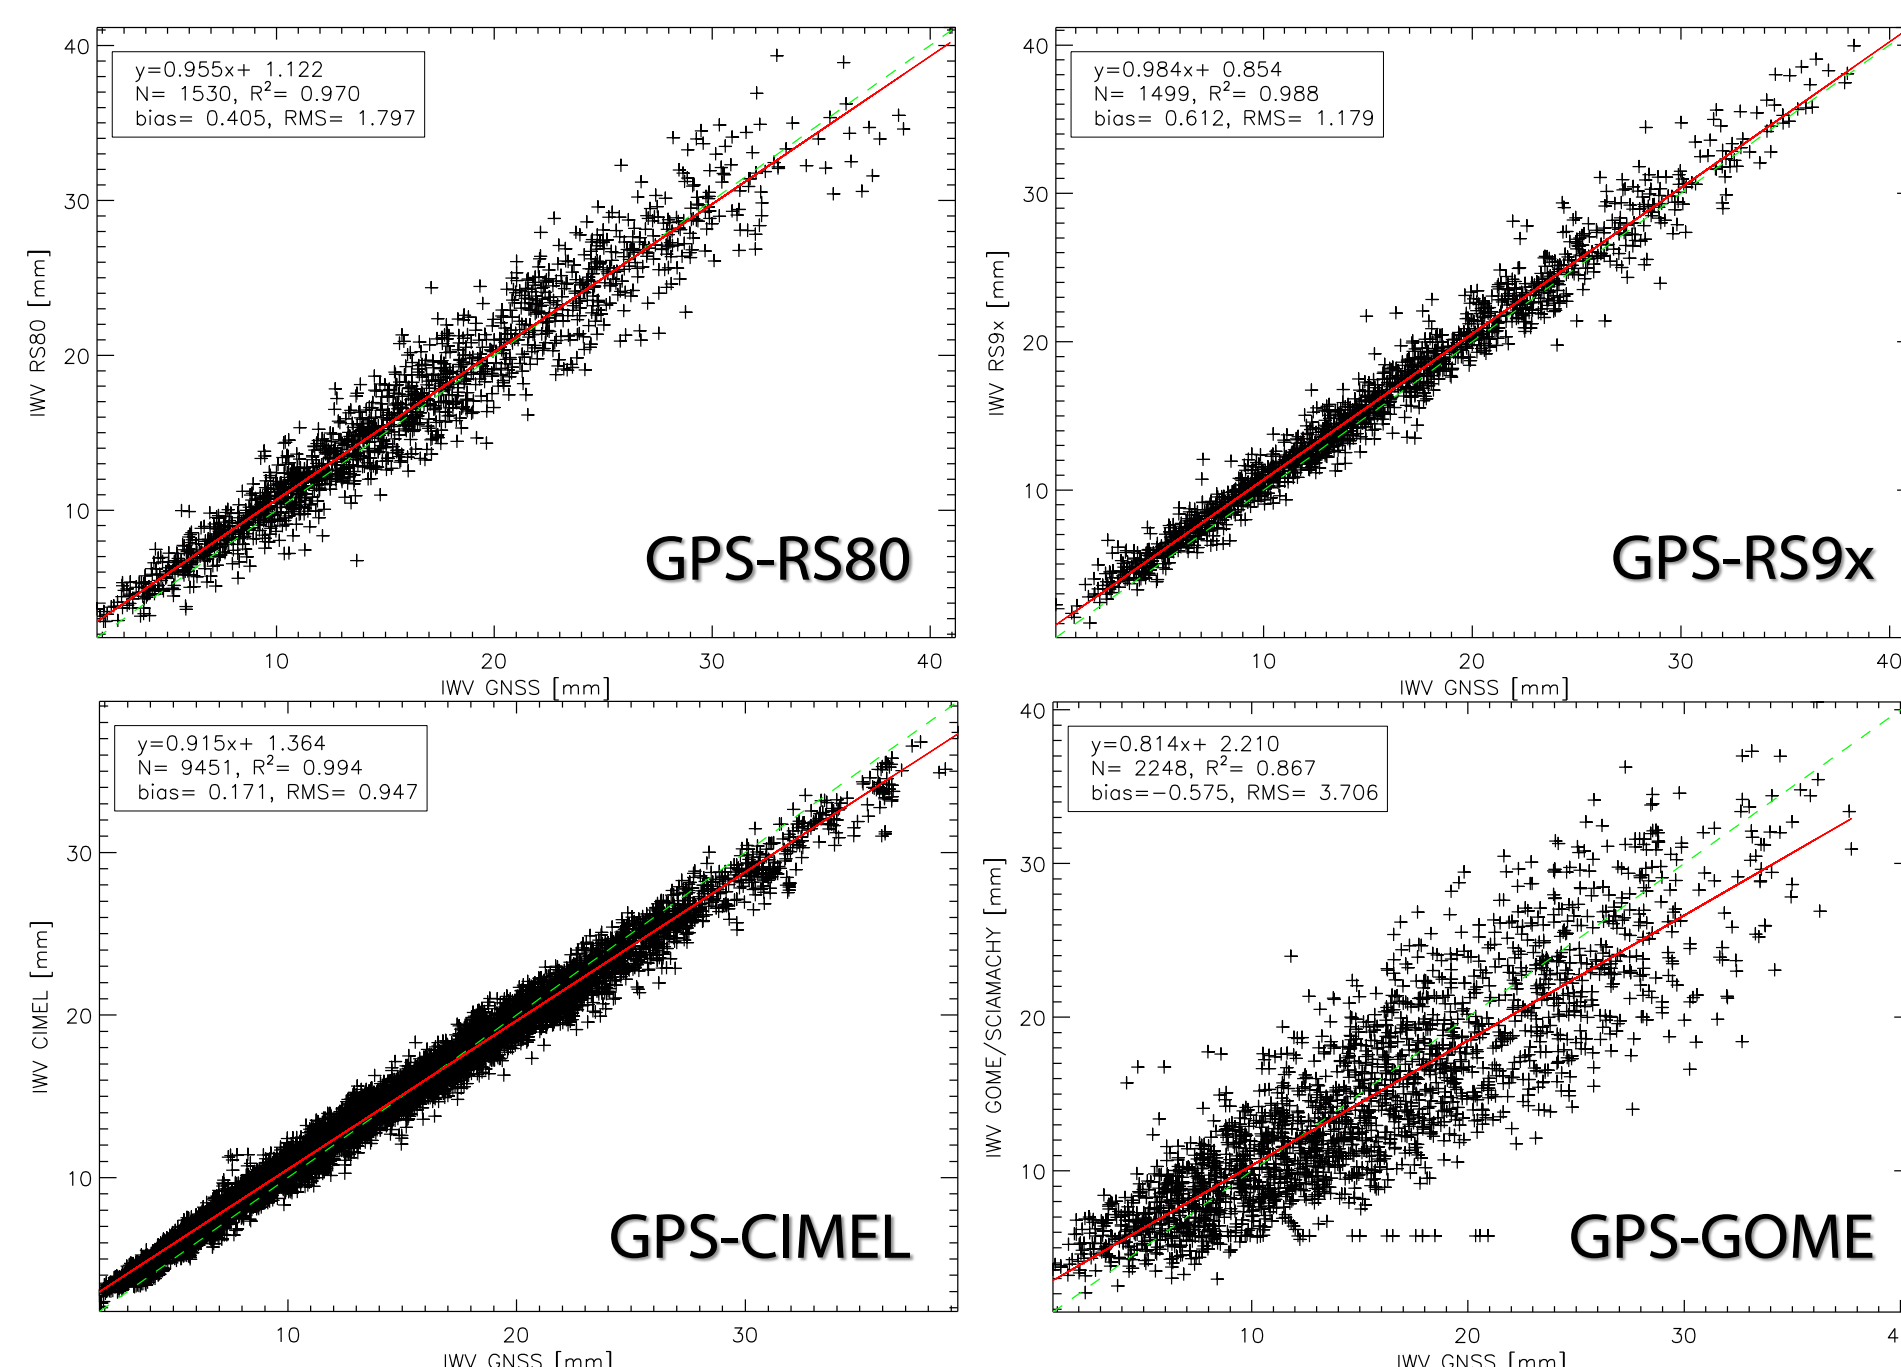 40
30
20
10
IWV RS80 [mm]
y=0.955x+ 1.122
N= 1530, R²= 0.970
bias= 0.405, RMS= 1.797
GPS-RS80
10 20 30 40
IWV GNSS [mm]
40
30
20
10
IWV RS9x [mm]
y=0.984x+ 0.854
N= 1499, R²= 0.988
bias= 0.612, RMS= 1.179
GPS-RS9x
10 20 30 40
IWV GNSS [mm]
30
20
10
IWV CIMEL [mm]
y=0.915x+ 1.364
N= 9451, R²= 0.994
bias= 0.171, RMS= 0.947
GPS-CIMEL
10 20 30
IWV GNSS [mm]
40
30
20
10
IWV GOME/SCIAMACHY [mm]
y=0.814x+ 2.210
N= 2248, R²= 0.867
bias=−0.575, RMS= 3.706
GPS-GOME
10 20 30 4
IWV GNSS [mm]